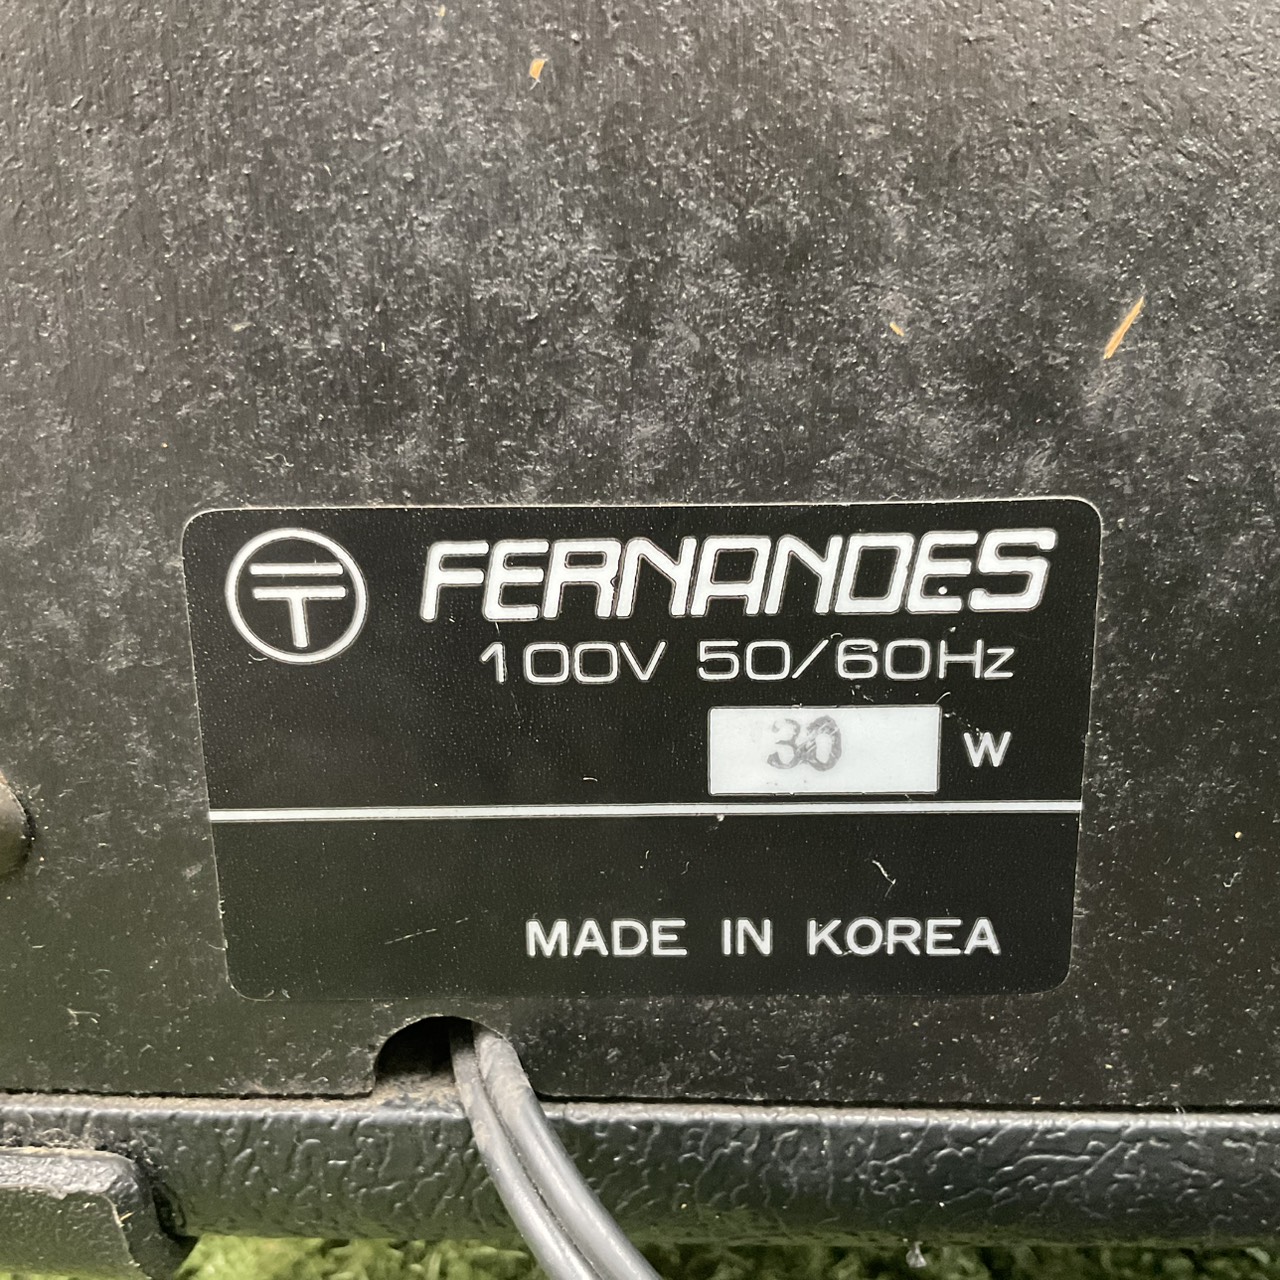 〒 FERNANDES
100V 50/60Hz
30 W
MADE IN KOREA